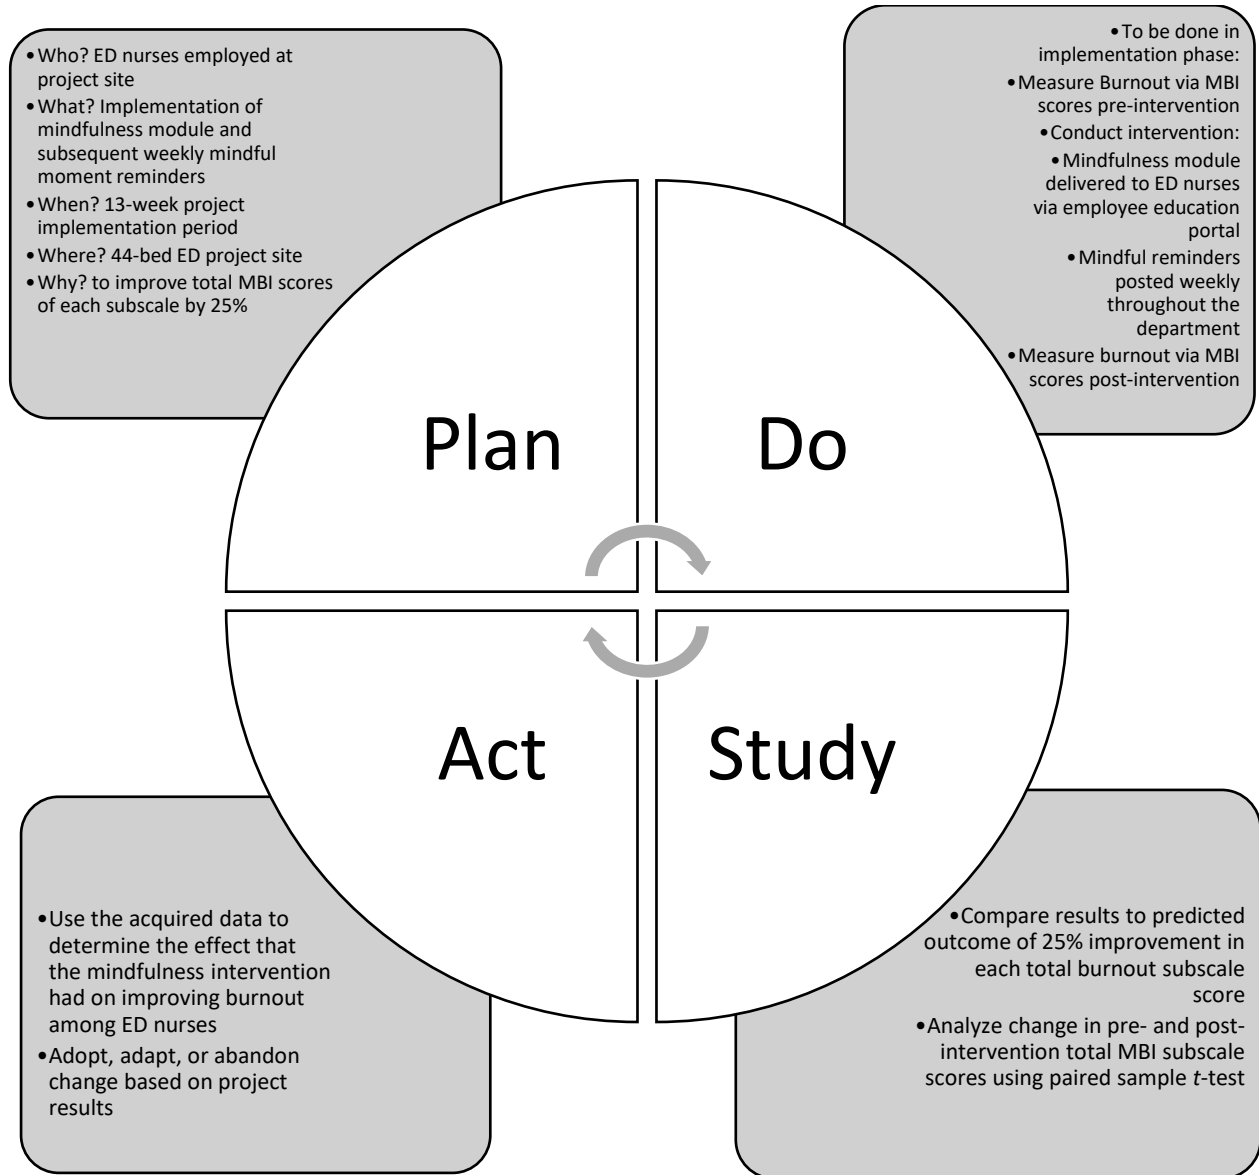 •Who? ED nurses employed at
project site
•What? Implementation of
mindfulness module and
subsequent weekly mindful
moment reminders
•When? 13-week project
implementation period
•Where? 44-bed ED project site
•Why? to improve total MBI scores
of each subscale by 25%
•To be done in
implementation phase:
•Measure Burnout via MBI
scores pre-intervention
•Conduct intervention:
•Mindfulness module
delivered to ED nurses
via employee education
portal
•Mindful reminders
posted weekly
throughout the
department
•Measure burnout via MBI
scores post-intervention
Plan
Do
Act
Study
•Use the acquired data to
determine the effect that
the mindfulness intervention
had on improving burnout
among ED nurses
•Adopt, adapt, or abandon
change based on project
results
•Compare results to predicted
outcome of 25% improvement in
each total burnout subscale
score
•Analyze change in pre- and post-
intervention total MBI subscale
scores using paired sample t-test